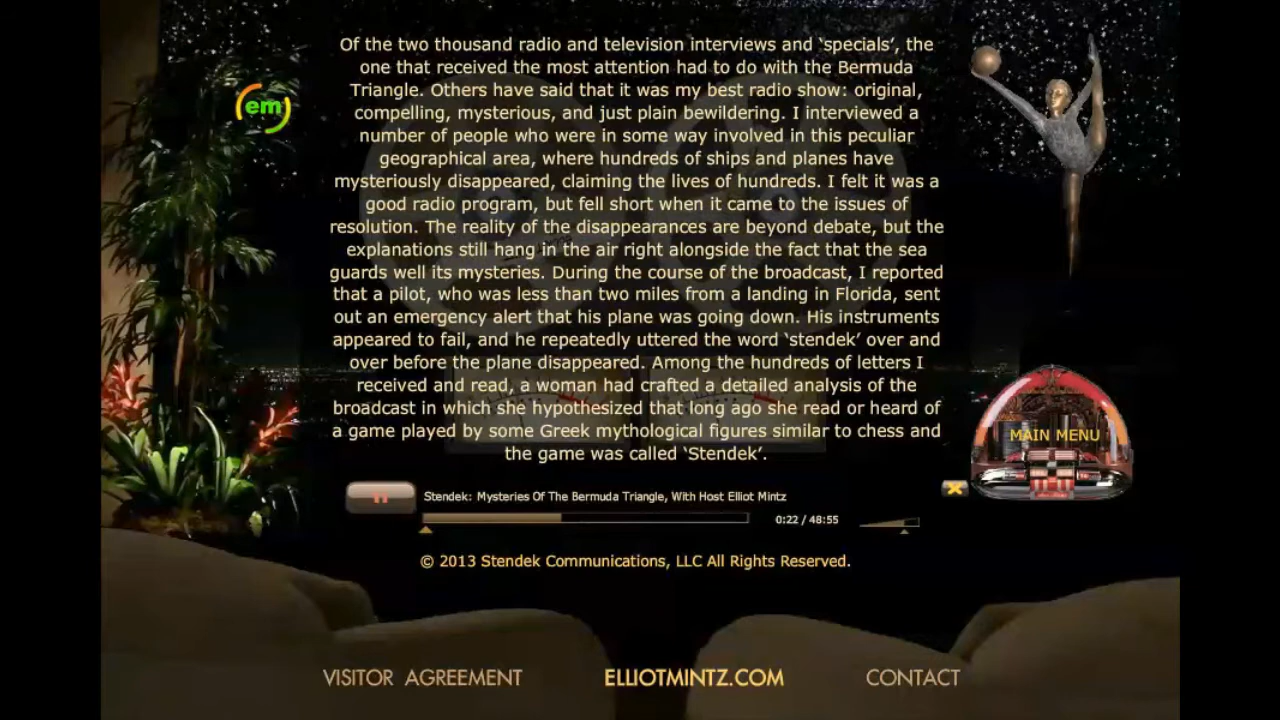 Of the two thousand radio and television interviews and ‘specials’, the
one that received the most attention had to do with the Bermuda
Triangle. Others have said that it was my best radio show: original,
compelling, mysterious, and just plain bewildering. I interviewed a
number of people who were in some way involved in this peculiar
geographical area, where hundreds of ships and planes have
mysteriously disappeared, claiming the lives of hundreds. I felt it was a
good radio program, but fell short when it came to the issues of
resolution. The reality of the disappearances are beyond debate, but the
explanations still hang in the air right alongside the fact that the sea
guards well its mysteries. During the course of the broadcast, I reported
that a pilot, who was less than two miles from a landing in Florida, sent
out an emergency alert that his plane was going down. His instruments
appeared to fail, and he repeatedly uttered the word ‘stendek’ over and
over before the plane disappeared. Among the hundreds of letters I
received and read, a woman had crafted a detailed analysis of the
broadcast in which she hypothesized that long ago she read or heard of
a game played by some Greek mythological figures similar to chess and
the game was called ‘Stendek’.
em
MAIN MENU
Stendek: Mysteries Of The Bermuda Triangle, With Host Elliot Mintz
0:22 / 48:55
© 2013 Stendek Communications, LLC All Rights Reserved.
VISITOR AGREEMENT
ELLIOTMINTZ.COM
CONTACT